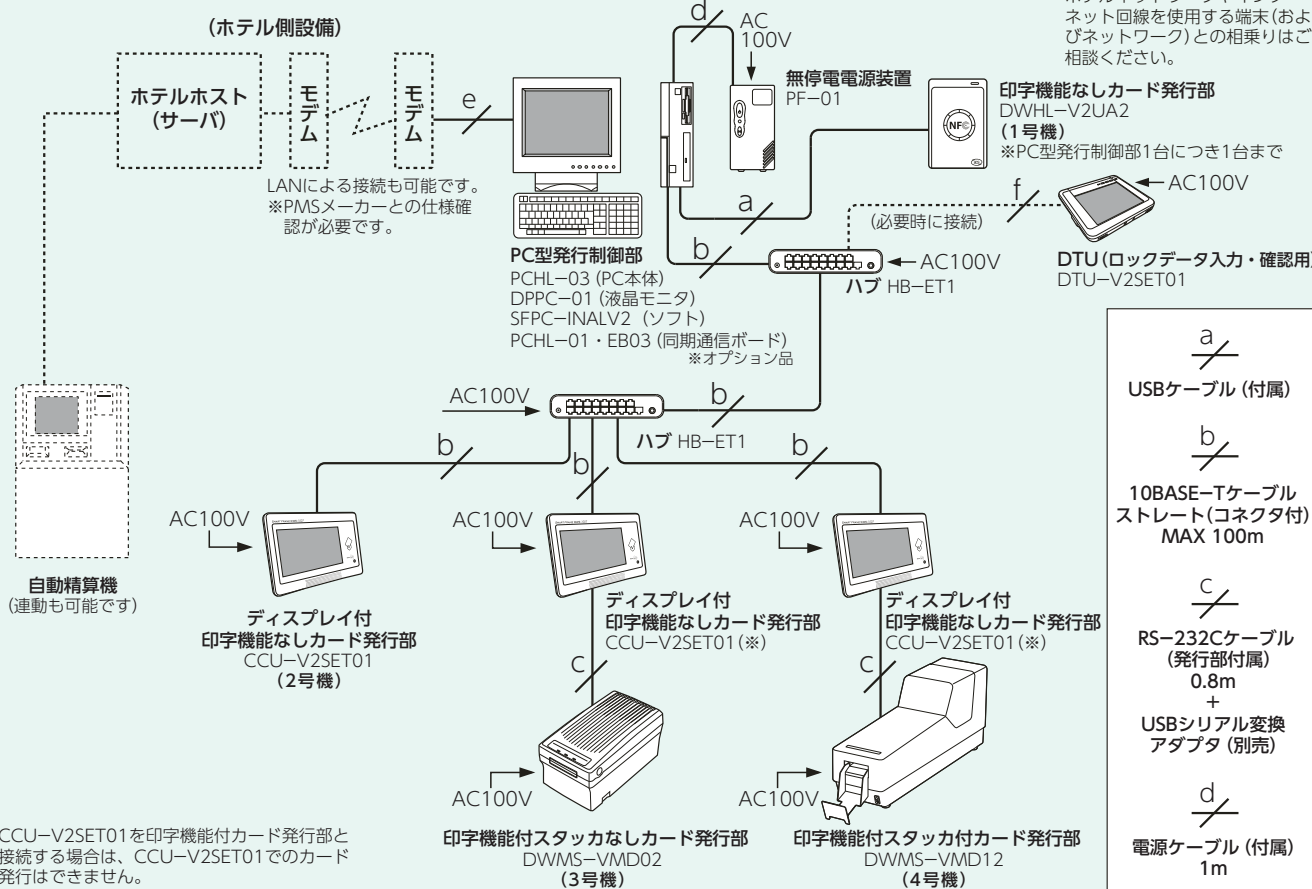 ネット回線を使用する端末(およ
びネットワーク)との相乗りはご
相談ください。
(ホテル側設備)
ホテルホスト
(サーバ)
モデム
モデム
e
LANによる接続も可能です。
※PMSメーカーとの仕様確
認が必要です。
d
AC
100V
無停電電源装置
PF-01
NFC
印字機能なしカード発行部
DWHL-V2UA2
(1号機)
※PC型発行制御部1台につき1台まで
a
f
AC100V
(必要時に接続)
b
AC100V
ハブ HB-ET1
DTU(ロックデータ入力・確認用)
DTU-V2SET01
PC型発行制御部
PCHL-03(PC本体)
DPPC-01(液晶モニタ)
SFPC-INALV2(ソフト)
PCHL-01・EB03(同期通信ボード)
※オプション品
AC100V
b
ハブ HB-ET1
b
b
b
AC100V
AC100V
AC100V
自動精算機
(連動も可能です)
ディスプレイ付
印字機能なしカード発行部
CCU-V2SET01
(2号機)
ディスプレイ付
印字機能なしカード発行部
CCU-V2SET01(※)
ディスプレイ付
印字機能なしカード発行部
CCU-V2SET01(※)
c
c
AC100V
AC100V
印字機能付スタッカなしカード発行部
DWMS-VMD02
(3号機)
印字機能付スタッカ付カード発行部
DWMS-VMD12
(4号機)
CCU-V2SET01を印字機能付カード発行部と
接続する場合は、CCU-V2SET01でのカード
発行はできません。
a
USBケーブル(付属)
b
10BASE-Tケーブル
ストレート(コネクタ付)
MAX 100m
c
RS-232Cケーブル
(発行部付属)
0.8m
+
USBシリアル変換
アダプタ(別売)
d
電源ケーブル(付属)
1m